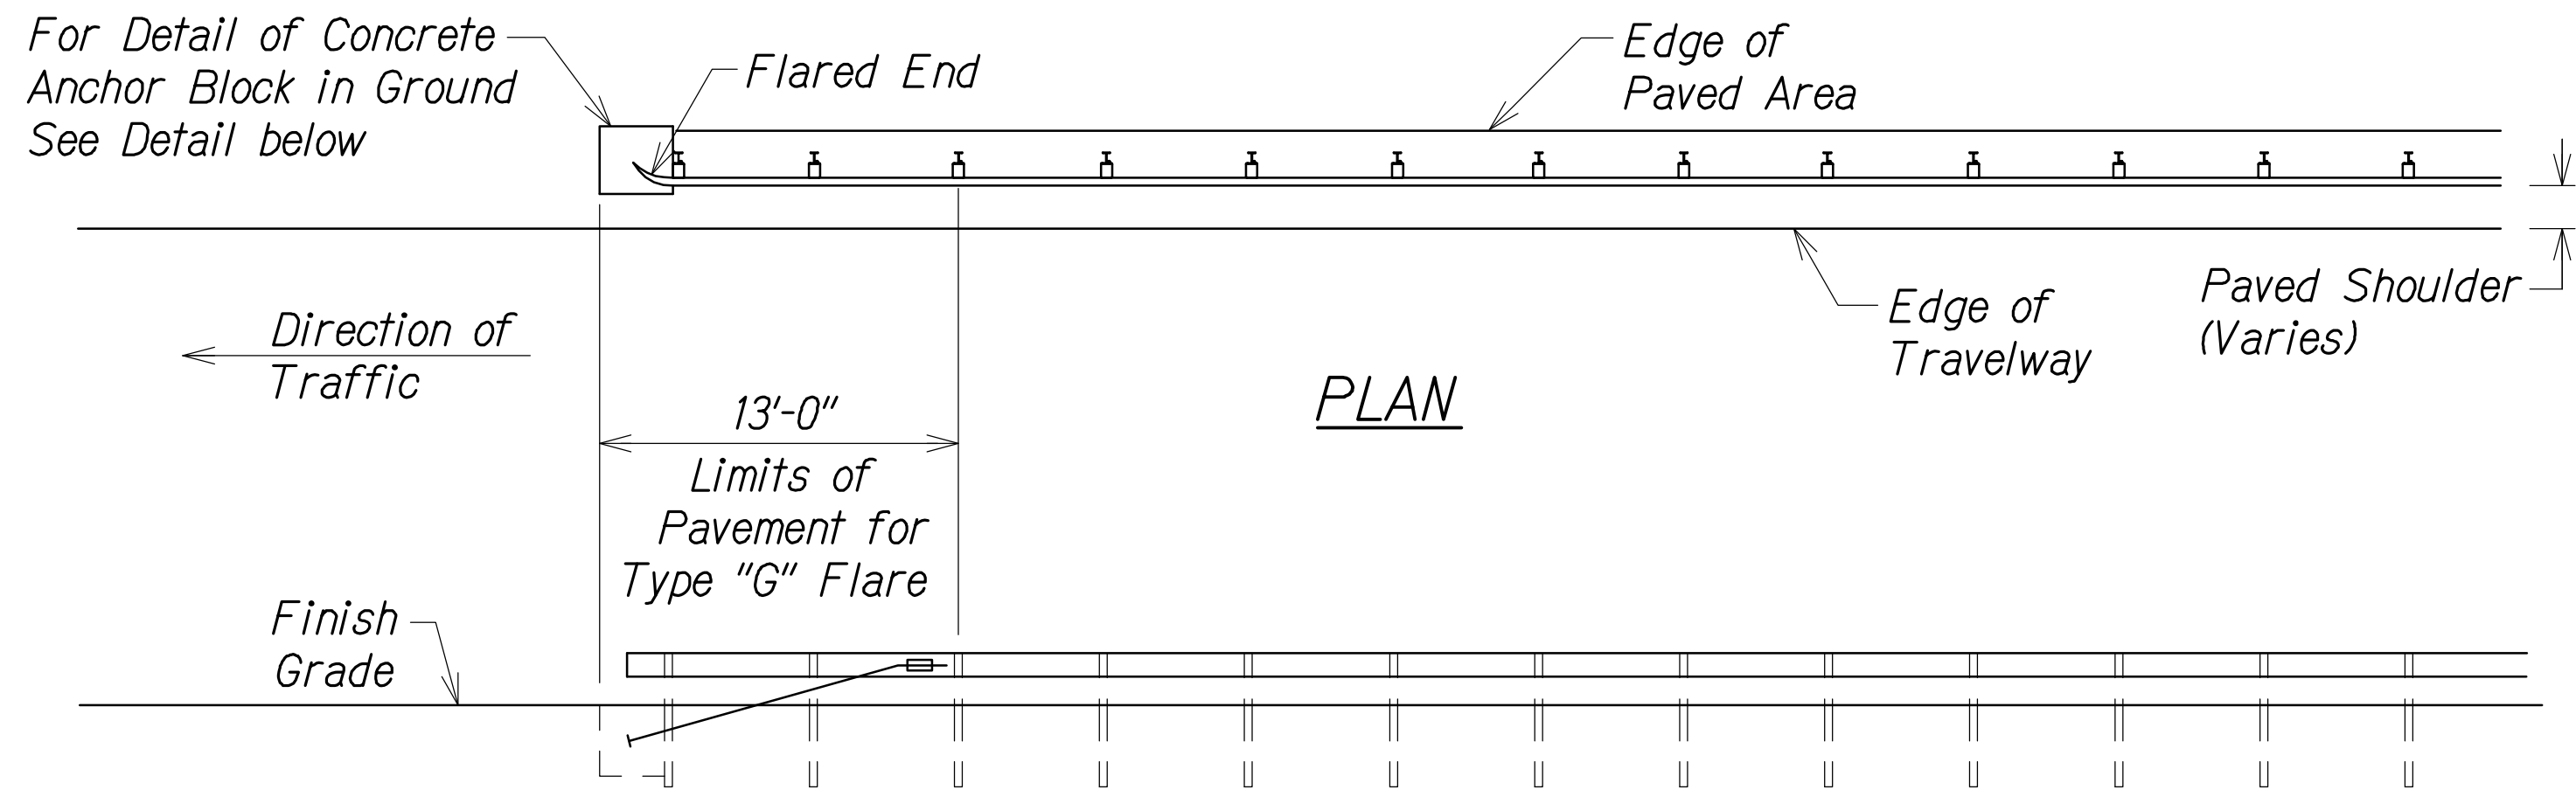 For Detail of Concrete
Anchor Block in Ground
See Detail below
Flared End
Edge of
Paved Area
Direction of
Traffic
Edge of
Travelway
Paved Shoulder
(Varies)
PLAN
13'-0"
Limits of
Pavement for
Type "G" Flare
Finish
Grade